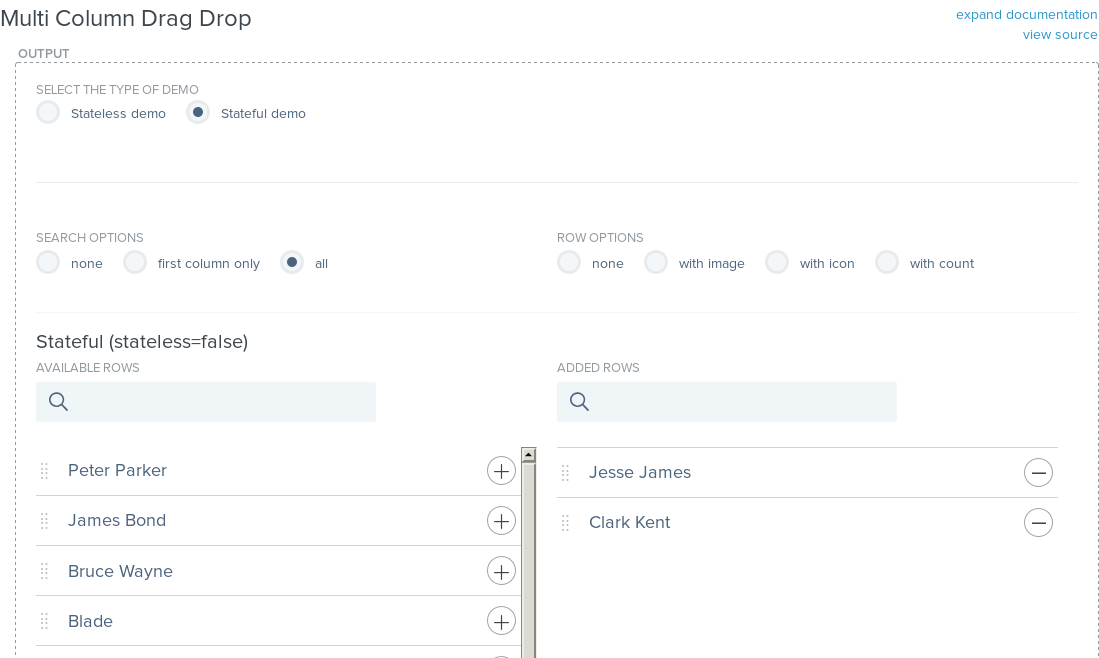 Multi Column Drag Drop
expand documentation
view source
OUTPUT
SELECT THE TYPE OF DEMO
Stateless demo Stateful demo
SEARCH OPTIONS
none first column only all
ROW OPTIONS
none with image with icon with count
Stateful (stateless=false)
AVAILABLE ROWS
Peter Parker
James Bond
Bruce Wayne
Blade
ADDED ROWS
Jesse James
Clark Kent